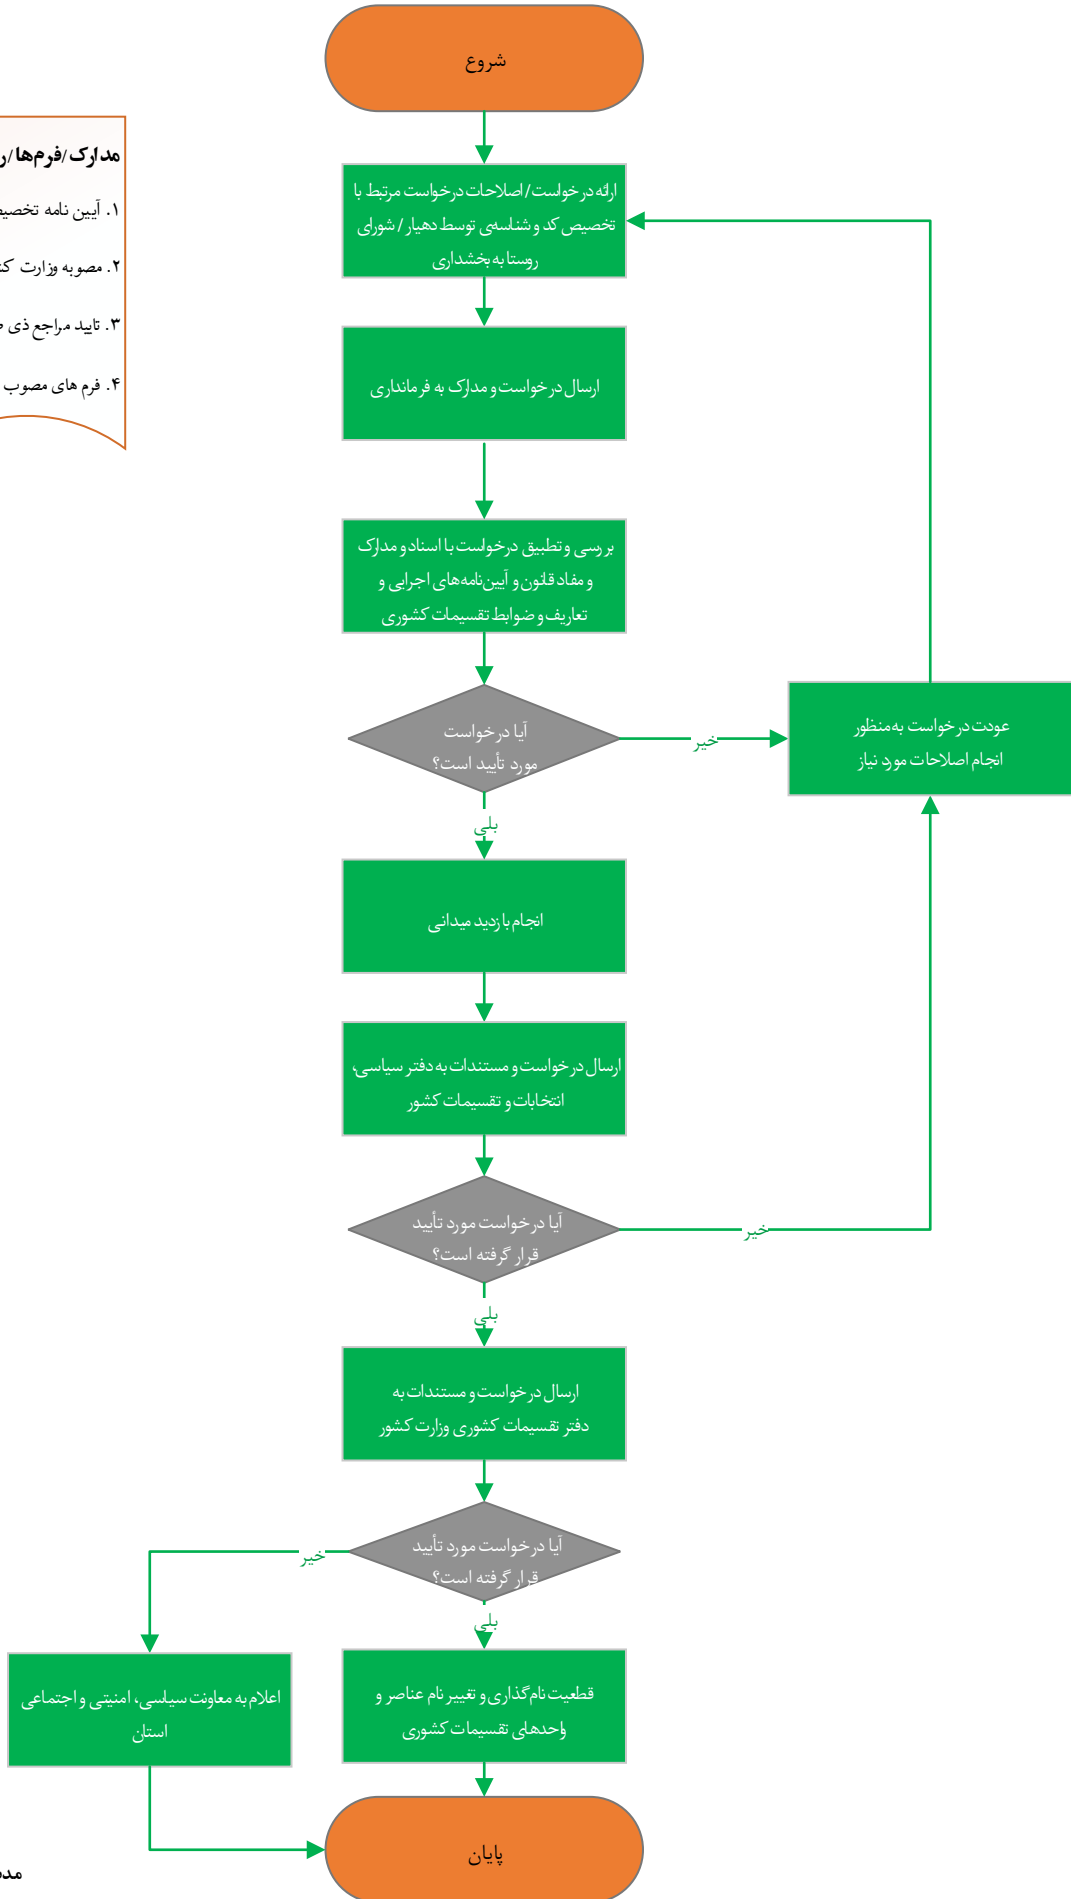 شروع
مدارک/فرم‌ها/
۱. آیین نامه
۲. مصوبه وزارت
۳. تایید مراجع ذی
۴. فرم های مصوب
ارائه درخواست/اصلاحات درخواست مرتبط با
تخصیص کد و شناسه‌ی توسط دهیار / شورای
روستا به بخشداری
ارسال درخواست و مدارک به فرمانداری
بررسی و تطبیق درخواست با اسناد و مدارک
و مفاد قانون و آیین‌نامه‌های اجرایی و
تعاریف و ضوابط تقسیمات کشوری
آیا درخواست
مورد تأیید است؟
خیر
عودت درخواست به‌منظور
انجام اصلاحات مورد نیاز
بلی
انجام بازدید میدانی
ارسال درخواست و مستندات به دفتر سیاسی،
انتخابات و تقسیمات کشور
آیا درخواست مورد تأیید
قرار گرفته است؟
خیر
بلی
ارسال درخواست و مستندات به
دفتر تقسیمات کشوری وزارت کشور
آیا درخواست مورد تأیید
قرار گرفته است؟
خیر
بلی
قطعیت نام‌گذاری و تغییر نام عناصر و
واحدهای تقسیمات کشوری
اعلام به معاونت سیاسی، امنیتی و اجتماعی
استان
پایان